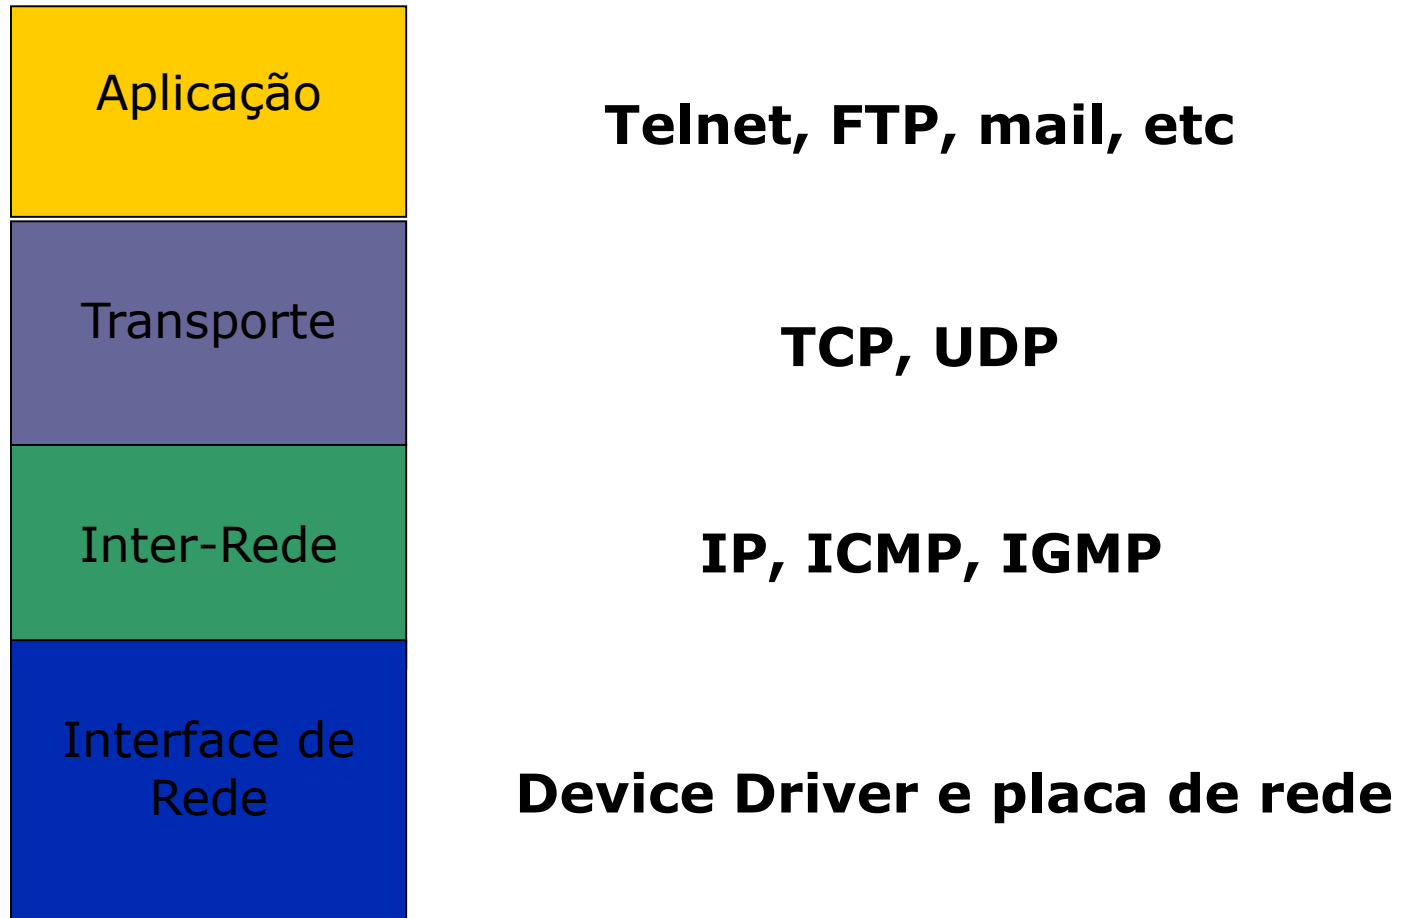 Aplicação
Telnet, FTP, mail, etc
Transporte
TCP, UDP
Inter-Rede
IP, ICMP, IGMP
Interface de
Rede
Device Driver e placa de rede